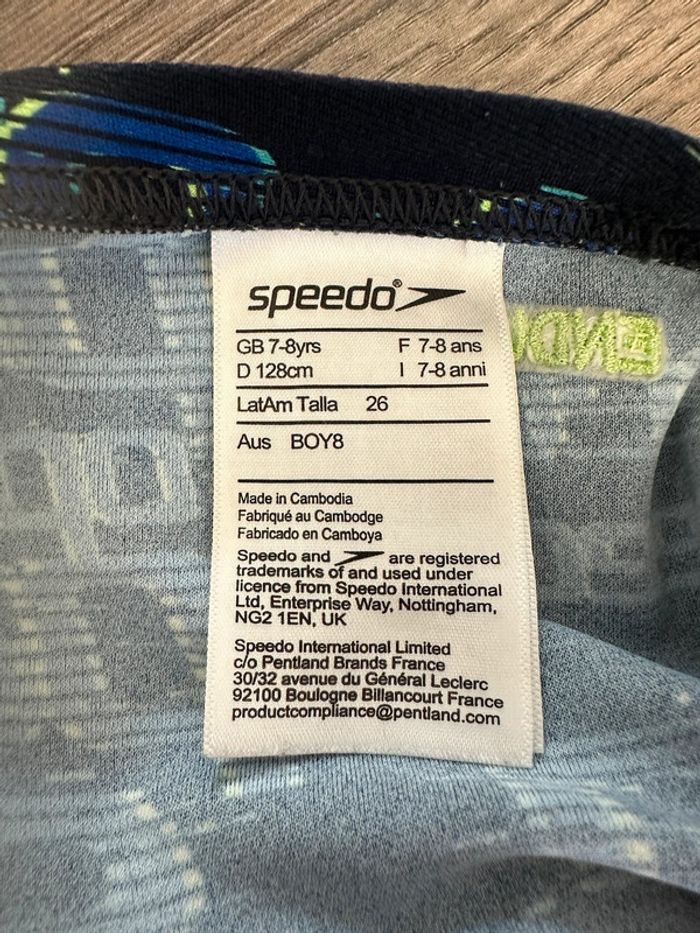 speedo®
GB 7-8yrs F 7-8 ans
D 128cm I 7-8 anni
LatAm Talla 26
Aus BOY8
Made in Cambodia
Fabriqué au Cambodge
Fabricado en Camboya
Speedo and are registered
trademarks of and used under
licence from Speedo International
Ltd, Enterprise Way, Nottingham,
NG2 1EN, UK
Speedo International Limited
c/o Pentland Brands France
30/32 avenue du Général Leclerc
92100 Boulogne Billancourt France
productcompliance@pentland.com